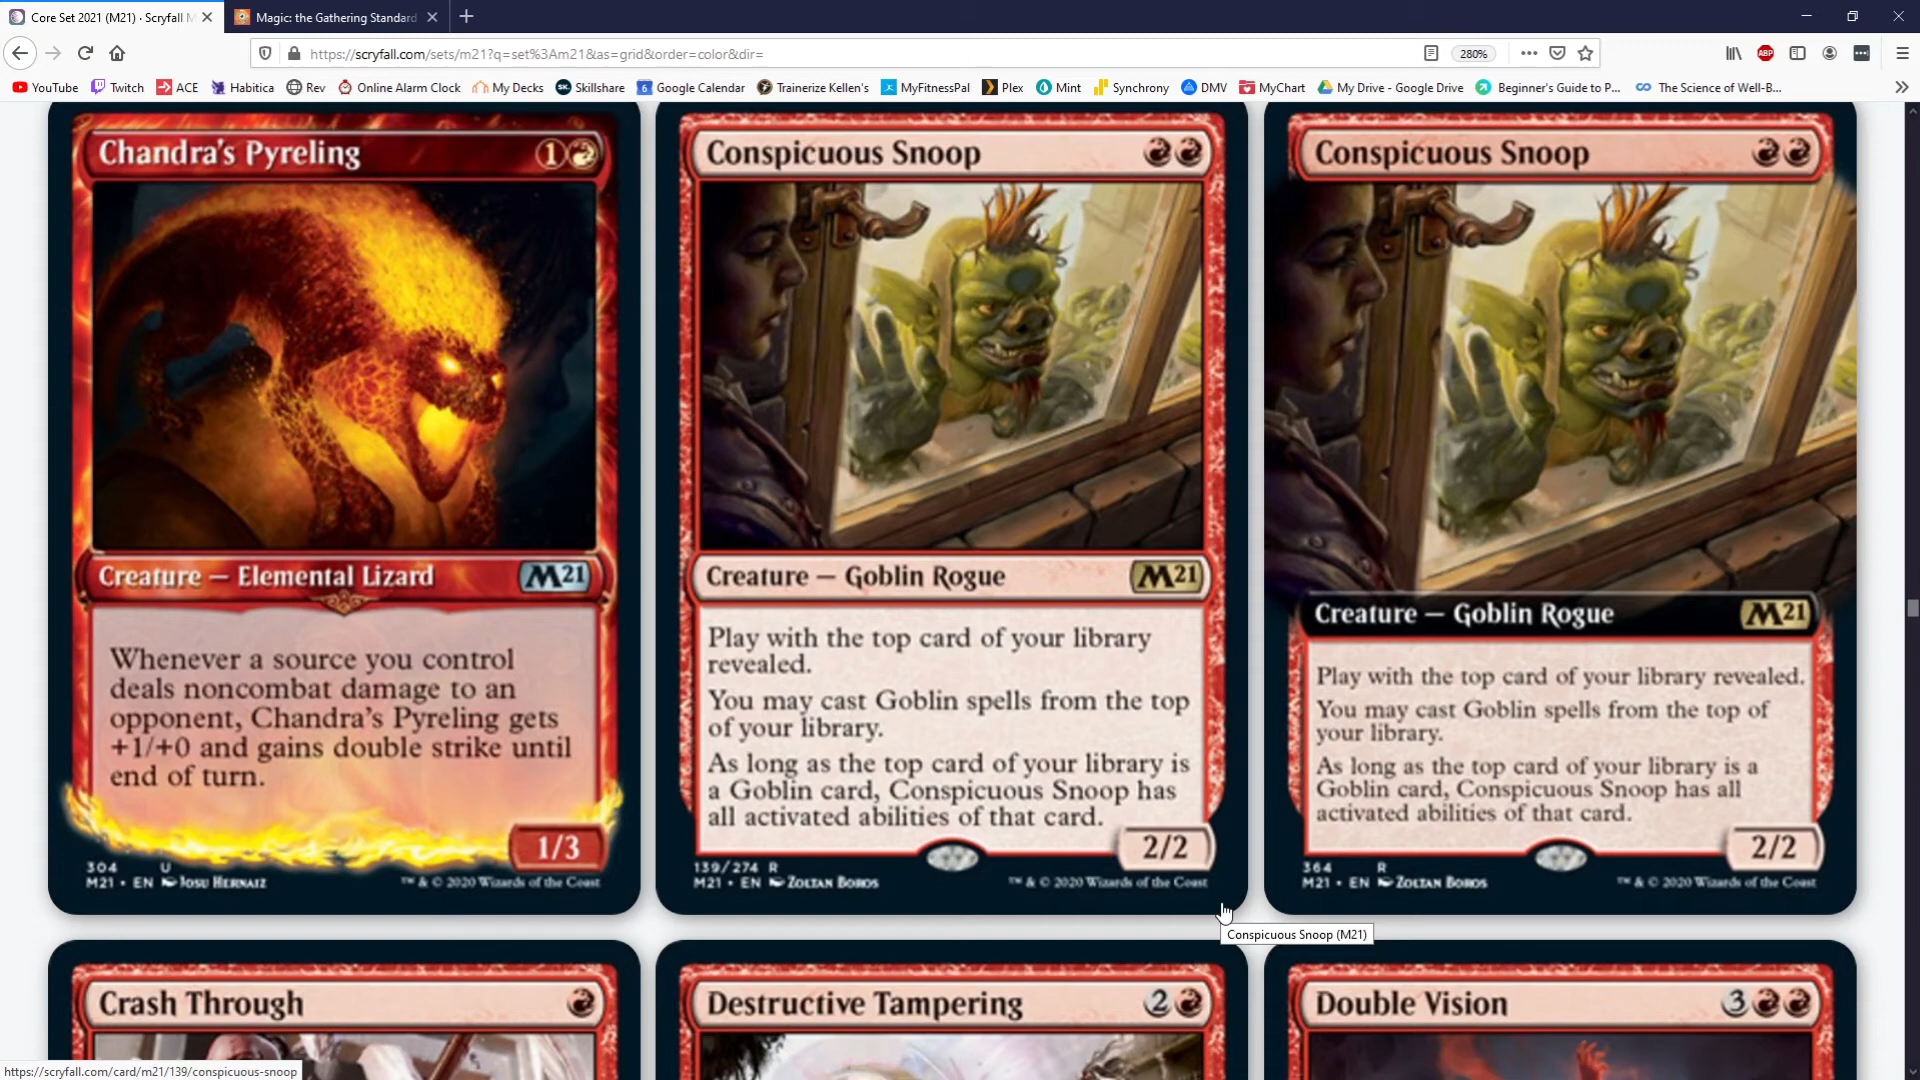 Core Set 2021 (M21) · Scryfall M
Magic: the Gathering Standard
https://scryfall.com/sets/m21?q=set%3Am21&as=grid&order=color&dir=
280%
ABP
YouTube
Twitch
ACE
Habitica
Rev
Online Alarm Clock
My Decks
SK.
Skillshare
6
Google Calendar
Trainerize Kellen's
MyFitnessPal
Plex
Mint
Synchrony
DMV
MyChart
My Drive - Google Drive
Beginner's Guide to P...
The Science of Well-B...
Chandra's Pyreling
1
Creature — Elemental Lizard
M21
Whenever a source you control
deals noncombat damage to an
opponent, Chandra's Pyreling gets
+1/+0 and gains double strike until
end of turn.
1/3
304 U
M21 • EN Josu Hernaiz
™ & © 2020 Wizards of the Coast
Conspicuous Snoop
Creature — Goblin Rogue
M21
Play with the top card of your library
revealed.
You may cast Goblin spells from the top
of your library.
As long as the top card of your library is
a Goblin card, Conspicuous Snoop has
all activated abilities of that card.
2/2
139/274 R
M21 • EN Zoltan Boros
™ & © 2020 Wizards of the Coast
Conspicuous Snoop
Creature — Goblin Rogue
M21
Play with the top card of your library revealed.
You may cast Goblin spells from the top of
your library.
As long as the top card of your library is a
Goblin card, Conspicuous Snoop has all
activated abilities of that card.
2/2
364 R
M21 • EN Zoltan Boros
™ & © 2020 Wizards of the Coast
Conspicuous Snoop (M21)
Crash Through
Destructive Tampering
2
Double Vision
3
https://scryfall.com/card/m21/139/conspicuous-snoop